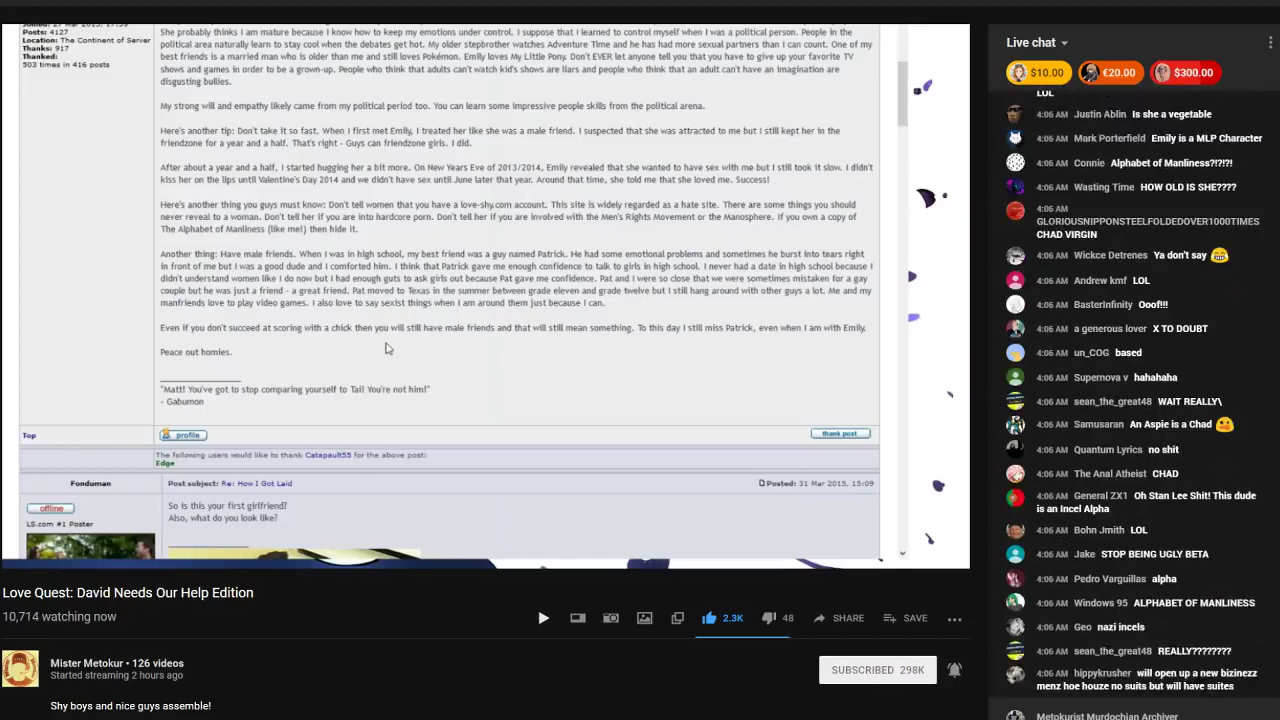 Posts: 4127
Location: The Continent of Server
Thanks: 917
Thanked:
503 times in 416 posts
She probably thinks I am mature because I know how to keep my emotions under control. I suppose that I learned to control myself when I was a political person. People in the
political area naturally learn to stay cool when the debates get hot. My older stepbrother watches Adventure Time and he has had more sexual partners than I can count. One of my
best friends is a married man who is older than me and still loves Pokémon. Emily loves My Little Pony. Don't EVER let anyone tell you that you have to give up your favorite TV
shows and games in order to be a grown-up. People who think that adults can't watch kid's shows are liars and people who think that an adult can't have an imagination are
disgusting bullies.
My strong will and empathy likely came from my political period too. You can learn some impressive people skills from the political arena.
Here's another tip: Don't take it so fast. When I first met Emily, I treated her like she was a male friend. I suspected that she was attracted to me but I still kept her in the
friendzone for a year and a half. That's right - Guys can friendzone girls. I did.
After about a year and a half, I started hugging her a bit more. On New Years Eve of 2013/2014, Emily revealed that she wanted to have sex with me but I still took it slow. I didn't
kiss her on the lips until Valentine's Day 2014 and we didn't have sex until June later that year. Around that time, she told me that she loved me. Success!
Here's another thing you guys must know: Don't tell women that you have a love-shy.com account. This site is widely regarded as a hate site. There are some things you should
never reveal to a woman. Don't tell her if you are into hardcore porn. Don't tell her if you are involved with the Men's Rights Movement or the Manosphere. If you own a copy of
The Alphabet of Manliness (like me!) then hide it.
Another thing: Have male friends. When I was in high school, my best friend was a guy named Patrick. He had some emotional problems and sometimes he burst into tears right
in front of me but I was a good dude and I comforted him. I think that Patrick gave me enough confidence to talk to girls in high school. I never had a date in high school because I
didn't understand women like I do now but I had enough guts to ask girls out because Pat gave me confidence. Pat and I were so close that we were sometimes mistaken for a gay
couple but he was just a friend - a great friend. Pat moved to Texas in the summer between grade eleven and grade twelve but I still hang around with other guys a lot. Me and my
manfriends love to play video games. I also love to say sexist things when I am around them just because I can.
Even if you don't succeed at scoring with a chick then you will still have male friends and that will still mean something. To this day I still miss Patrick, even when I am with Emily.
Peace out homies.
"Matt! You've got to stop comparing yourself to Tai! You're not him!"
- Gabumon
Top
profile
thank post
The following users would like to thank Catapault55 for the above post:
Edge
Fonduman
Post subject: Re: How I Got Laid
Posted: 31 Mar 2015, 15:09
offline
LS.com #1 Poster
So is this your first girlfriend?
Also, what do you look like?
Love Quest: David Needs Our Help Edition
10,714 watching now
2.3K
48
SHARE
SAVE
Mister Metokur • 126 videos
Started streaming 2 hours ago
SUBSCRIBED 298K
Shy boys and nice guys assemble!
Live chat
$10.00
€20.00
$300.00
LOL
4:06 AM Justin Ablin Is she a vegetable
4:06 AM Mark Porterfield Emily is a MLP Character
4:06 AM Connie Alphabet of Manliness?!?!?!
4:06 AM Wasting Time HOW OLD IS SHE????
4:06 AM
GLORIOUSNIPPONSTEELFOLDEDOVER1000TIMES
CHAD VIRGIN
4:06 AM Wickce Detrenes Ya don't say 😂
4:06 AM Andrew kmf LOL
4:06 AM BasterInfinity Ooof!!!
4:06 AM a generous lover X TO DOUBT
4:06 AM un_COG based
4:06 AM Supernova v hahahaha
4:06 AM sean_the_great48 WAIT REALLY\
4:06 AM Samusaran An Aspie is a Chad
4:06 AM Quantum Lyrics no shit
4:06 AM The Anal Atheist CHAD
4:06 AM General ZX1 Oh Stan Lee Shit! This dude
is an Incel Alpha
4:06 AM Bohn Jmith LOL
4:06 AM Jake STOP BEING UGLY BETA
4:06 AM Pedro Varguillas alpha
4:06 AM Windows 95 ALPHABET OF MANLINESS
4:06 AM Geo nazi incels
4:06 AM sean_the_great48 REALLY????????
4:06 AM hippykrusher will open up a new bizinezz
menz hoe houze no suits but will have suites
Metokurist Murdochian Archiver